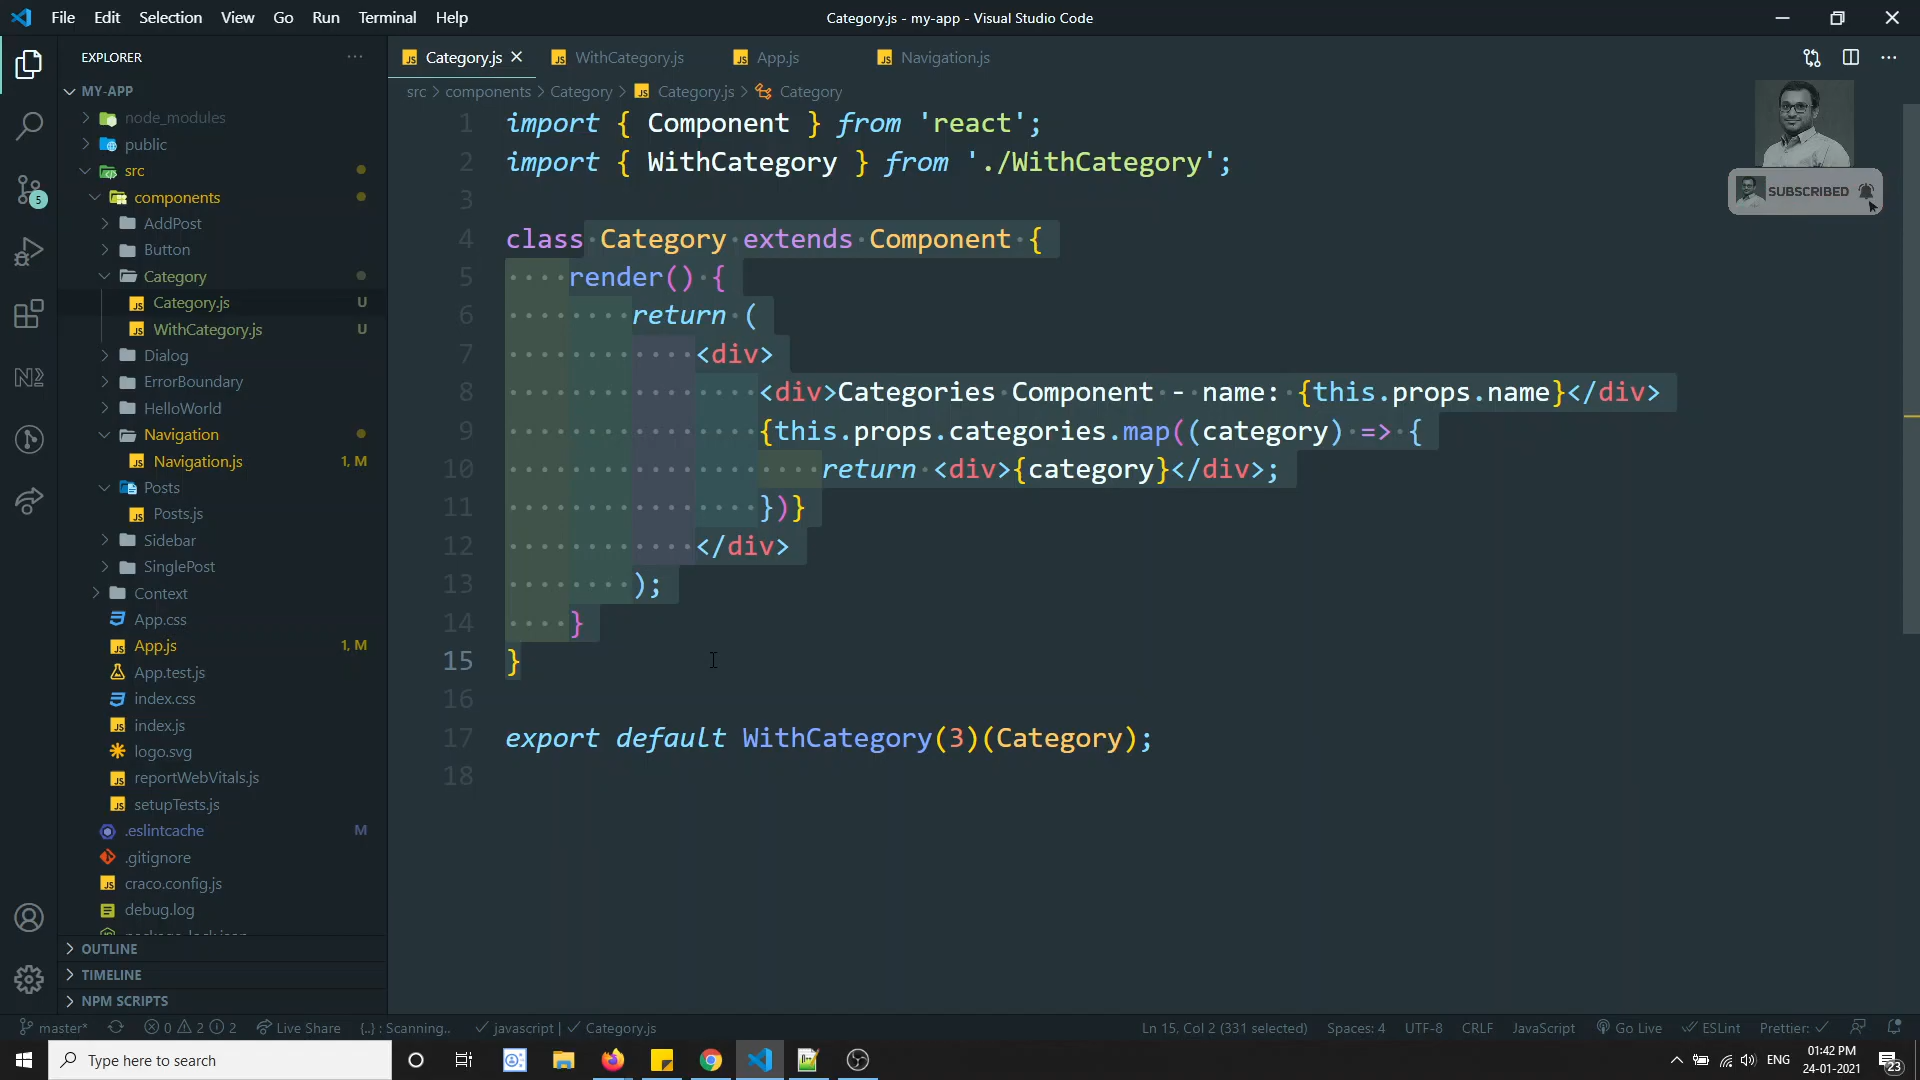 File Edit Selection View Go Run Terminal Help
Category.js - my-app - Visual Studio Code
EXPLORER
MY-APP
node_modules
public
src
components
AddPost
Button
Category
Category.js U
WithCategory.js U
Dialog
ErrorBoundary
HelloWorld
Navigation
Navigation.js 1, M
Posts
Posts.js
Sidebar
SinglePost
Context
App.css
App.js 1, M
App.test.js
index.css
index.js
logo.svg
reportWebVitals.js
setupTests.js
.eslintcache M
.gitignore
craco.config.js
debug.log
OUTLINE
TIMELINE
NPM SCRIPTS
5
Category.js WithCategory.js App.js Navigation.js
src > components > Category > Category.js > Category
SUBSCRIBED
1 import { Component } from 'react';
2 import { WithCategory } from './WithCategory';
3
4 class Category extends Component {
5 render() {
6 return (
7 <div>
8 <div>Categories Component - name: {this.props.name}</div>
9 {this.props.categories.map((category) => {
10 return <div>{category}</div>;
11 })}
12 </div>
13 );
14 }
15 }
16
17 export default WithCategory(3)(Category);
18
master* 0 2 2 Live Share {..} : Scanning.. javascript | Category.js
Ln 15, Col 2 (331 selected) Spaces: 4 UTF-8 CRLF JavaScript Go Live ESLint Prettier:
Type here to search
ENG
01:42 PM
24-01-2021
23